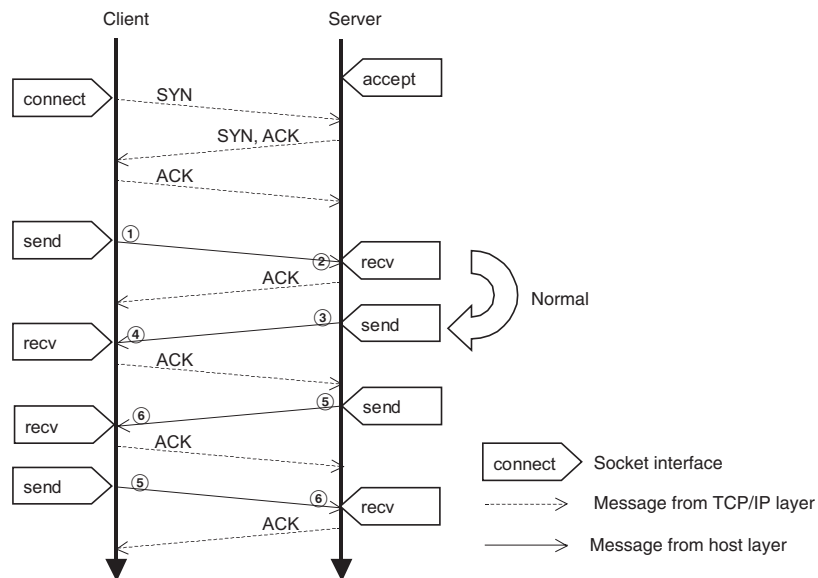 Client Server
accept
connect
SYN
SYN, ACK
ACK
send
①
②
recv
ACK
Normal
③
send
④
recv
ACK
⑤
send
⑥
recv
ACK
send
⑤
⑥
recv
ACK
connect Socket interface
Message from TCP/IP layer
Message from host layer